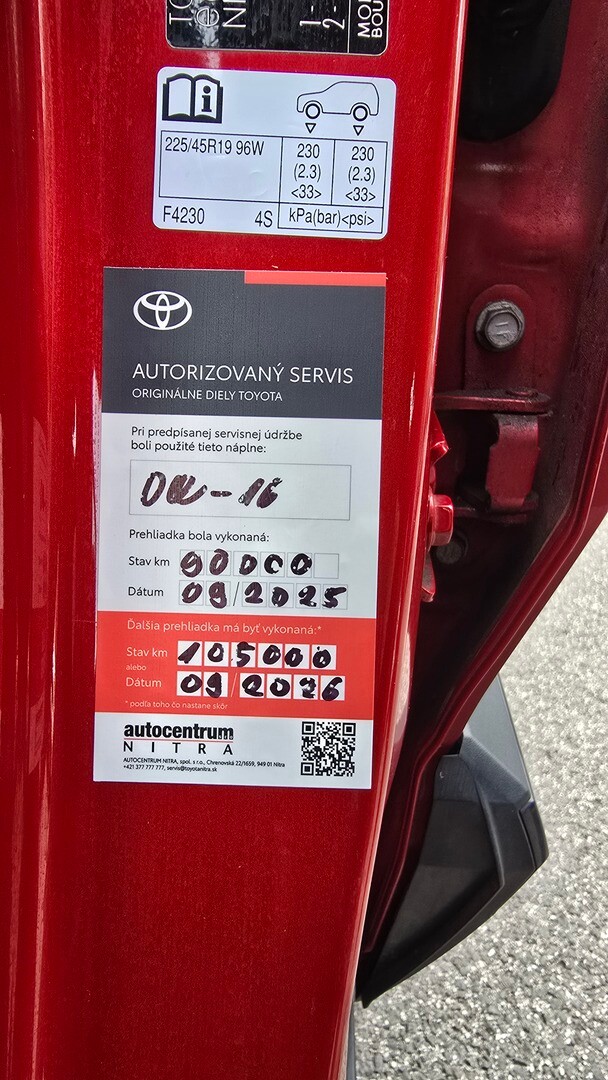 225/45R19 96W
230 230
(2.3) (2.3)
<33> <33>
F4230 4S kPa(bar)<psi>
AUTORIZOVANÝ SERVIS
ORIGINÁLNE DIELY TOYOTA
Pri predpísanej servisnej údržbe
boli použité tieto náplne:
0W-16
Prehliadka bola vykonaná:
Stav km 90000
Dátum 09/2025
Ďalšia prehliadka má byť vykonaná:*
Stav km 105000
alebo
Dátum 09/2026
* podľa toho čo nastane skôr
autocentrum
NITRA
AUTOCENTRUM NITRA, spol. s r.o., Chrenovská 22/1659, 949 01 Nitra
+421 377 777 777, servis@toyotanitra.sk